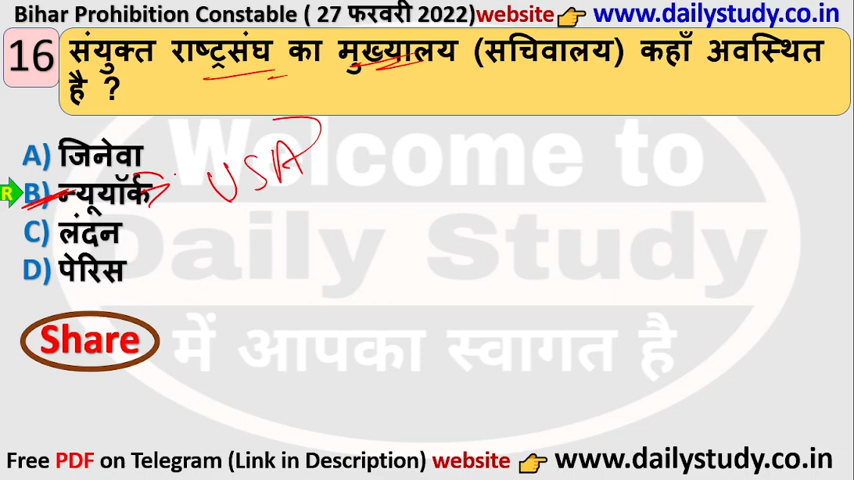 Bihar Prohibition Constable ( 27 फरवरी 2022)website 👉 www.dailystudy.co.in
16 संयुक्त राष्ट्रसंघ का मुख्यालय (सचिवालय) कहाँ अवस्थित
है ?
Welcome to
A) जिनेवा
R B) न्यूयॉर्क USA
C) लंदन
Daily Study
D) पेरिस
Share
में आपका स्वागत है
Free PDF on Telegram (Link in Description) website 👉 www.dailystudy.co.in